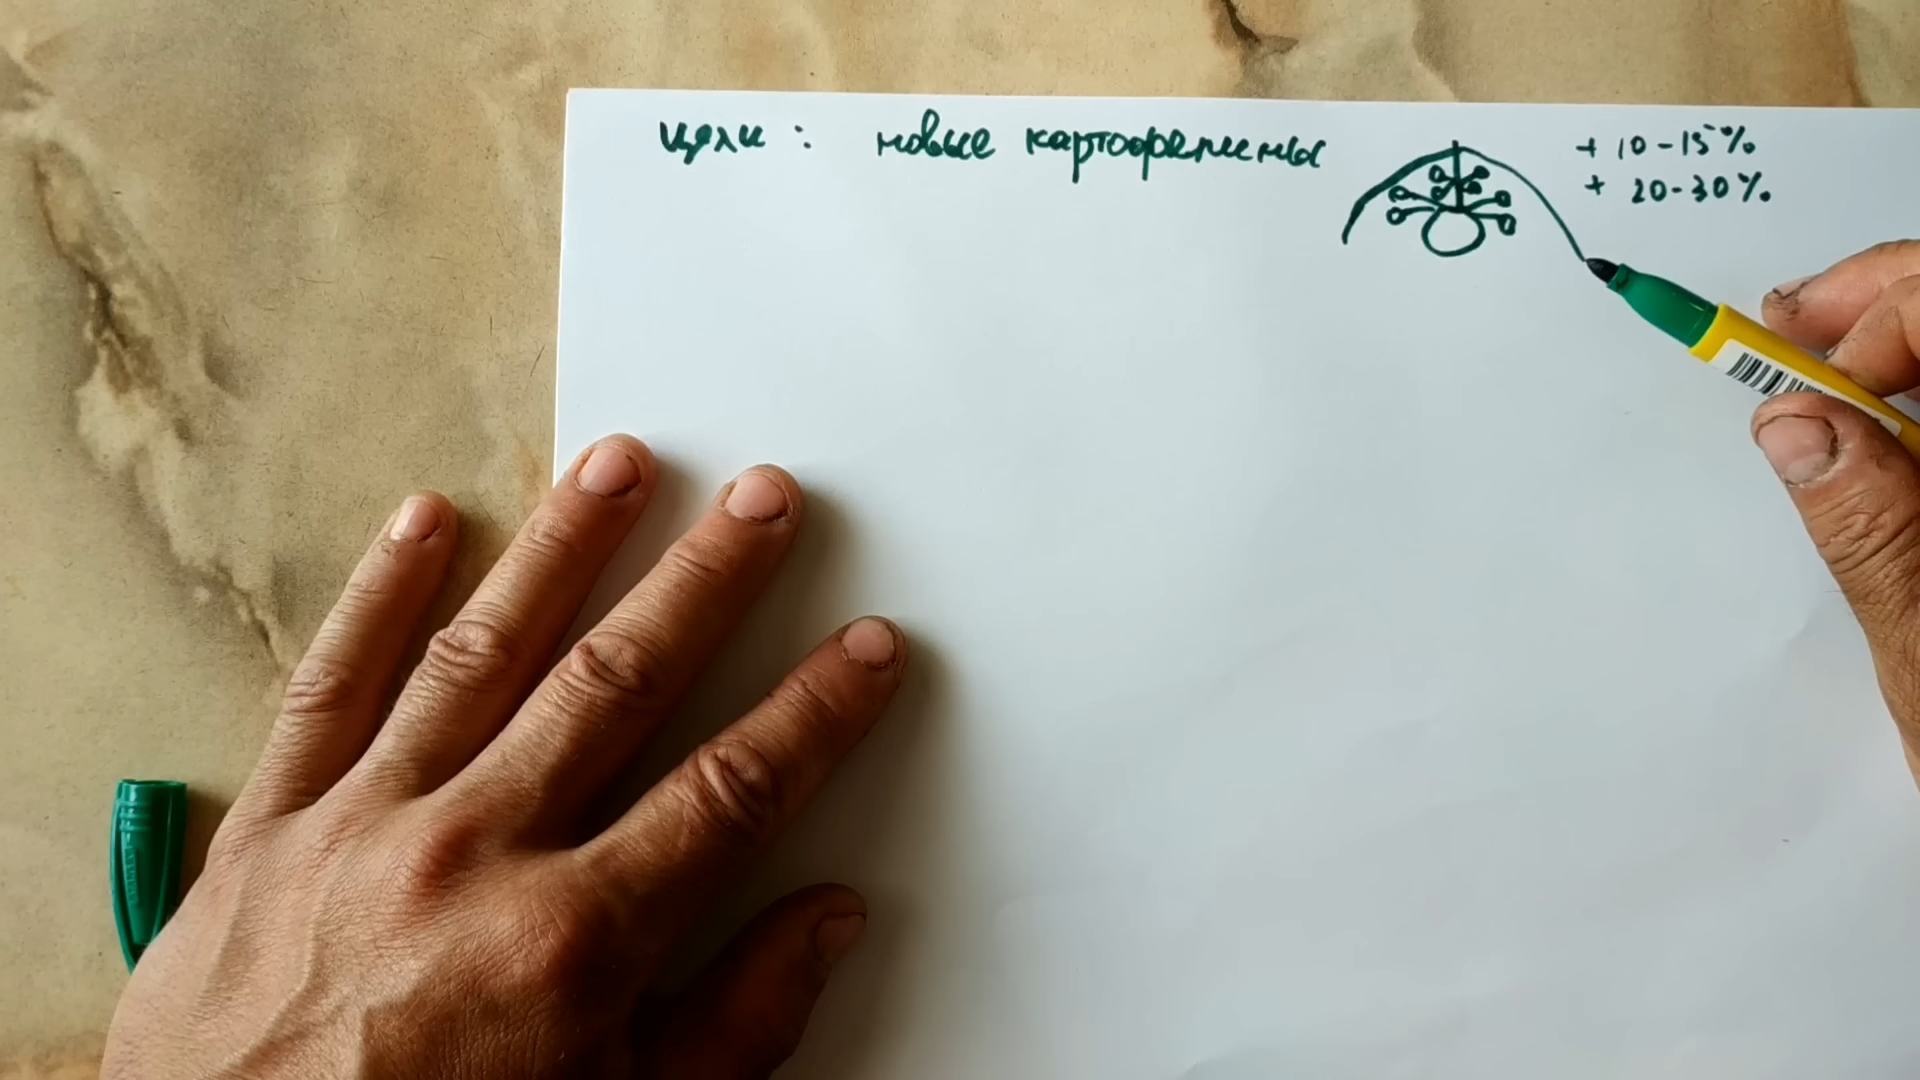 цели : новые картофелины
+ 10-15%
+ 20-30%